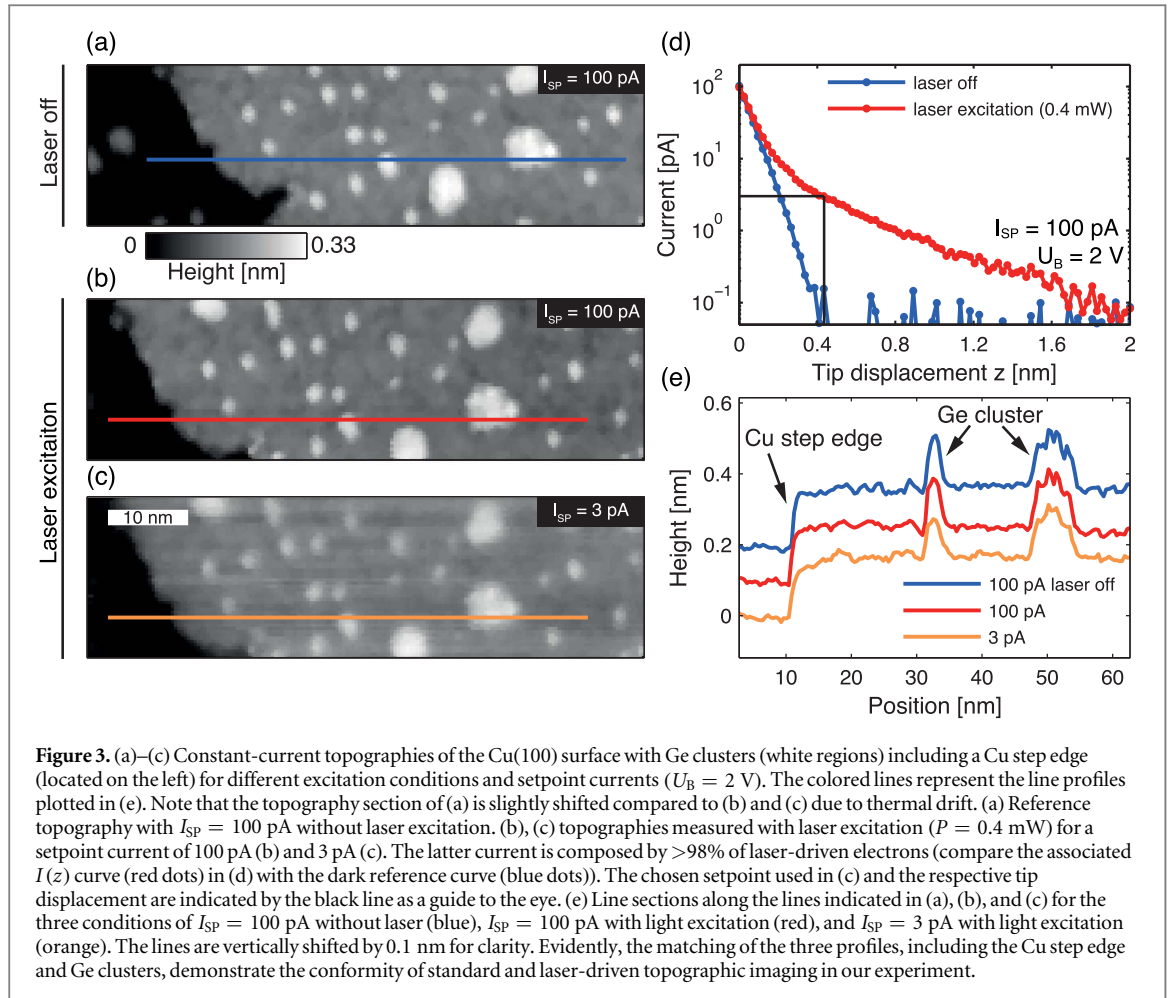 (a)
Laser off
I_SP = 100 pA
0
0.33
Height [nm]
Laser excitaiton
(b)
I_SP = 100 pA
(c)
10 nm
I_SP = 3 pA
(d)
Current [pA]
10²
10¹
10⁰
10⁻¹
laser off
laser excitation (0.4 mW)
I_SP = 100 pA
U_B = 2 V
0
0.4
0.8
1.2
1.6
2
Tip displacement z [nm]
(e)
Height [nm]
0.6
0.4
0.2
0
Cu step edge
Ge cluster
100 pA laser off
100 pA
3 pA
10
20
30
40
50
60
Position [nm]
Figure 3. (a)–(c) Constant-current topographies of the Cu(100) surface with Ge clusters (white regions) including a Cu step edge
(located on the left) for different excitation conditions and setpoint currents (U_B = 2 V). The colored lines represent the line profiles
plotted in (e). Note that the topography section of (a) is slightly shifted compared to (b) and (c) due to thermal drift. (a) Reference
topography with I_SP = 100 pA without laser excitation. (b), (c) topographies measured with laser excitation (P = 0.4 mW) for a
setpoint current of 100 pA (b) and 3 pA (c). The latter current is composed by >98% of laser-driven electrons (compare the associated
I(z) curve (red dots) in (d) with the dark reference curve (blue dots)). The chosen setpoint used in (c) and the respective tip
displacement are indicated by the black line as a guide to the eye. (e) Line sections along the lines indicated in (a), (b), and (c) for the
three conditions of I_SP = 100 pA without laser (blue), I_SP = 100 pA with light excitation (red), and I_SP = 3 pA with light excitation
(orange). The lines are vertically shifted by 0.1 nm for clarity. Evidently, the matching of the three profiles, including the Cu step edge
and Ge clusters, demonstrate the conformity of standard and laser-driven topographic imaging in our experiment.